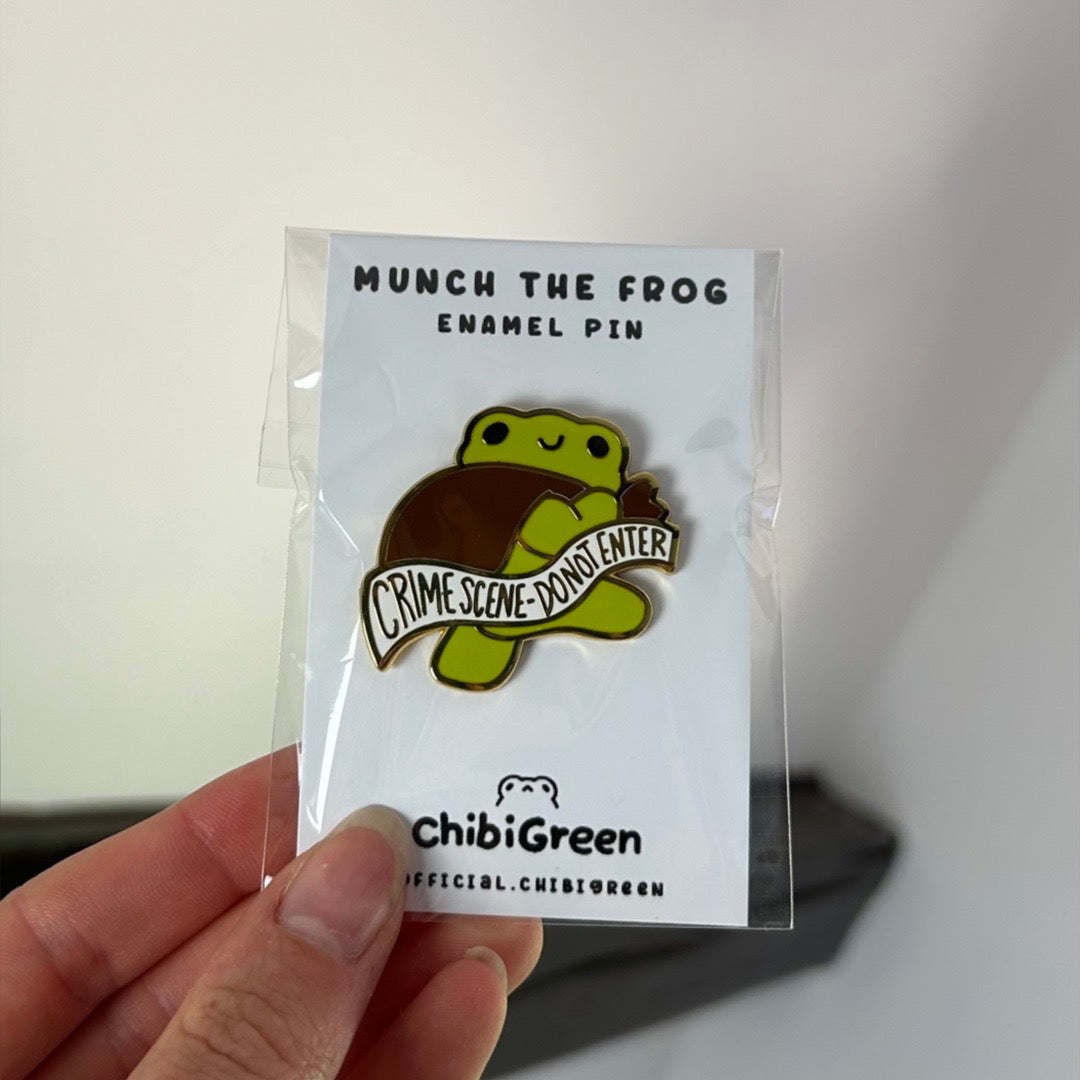 MUNCH THE FROG
ENAMEL PIN
CRIME SCENE-DO NOT ENTER
chibiGreen
OFFICIAL.CHIBIGREEN